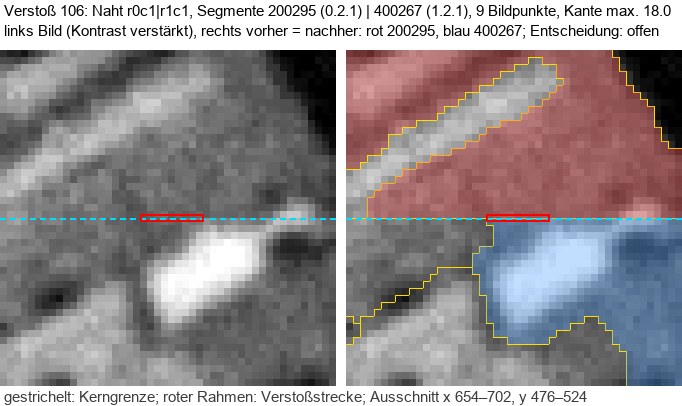 Verstoß 106: Naht r0c1|r1c1, Segmente 200295 (0.2.1) | 400267 (1.2.1), 9 Bildpunkte, Kante max. 18.0
links Bild (Kontrast verstärkt), rechts vorher = nachher: rot 200295, blau 400267; Entscheidung: offen
gestrichelt: Kerngrenze; roter Rahmen: Verstoßstrecke; Ausschnitt x 654–702, y 476–524